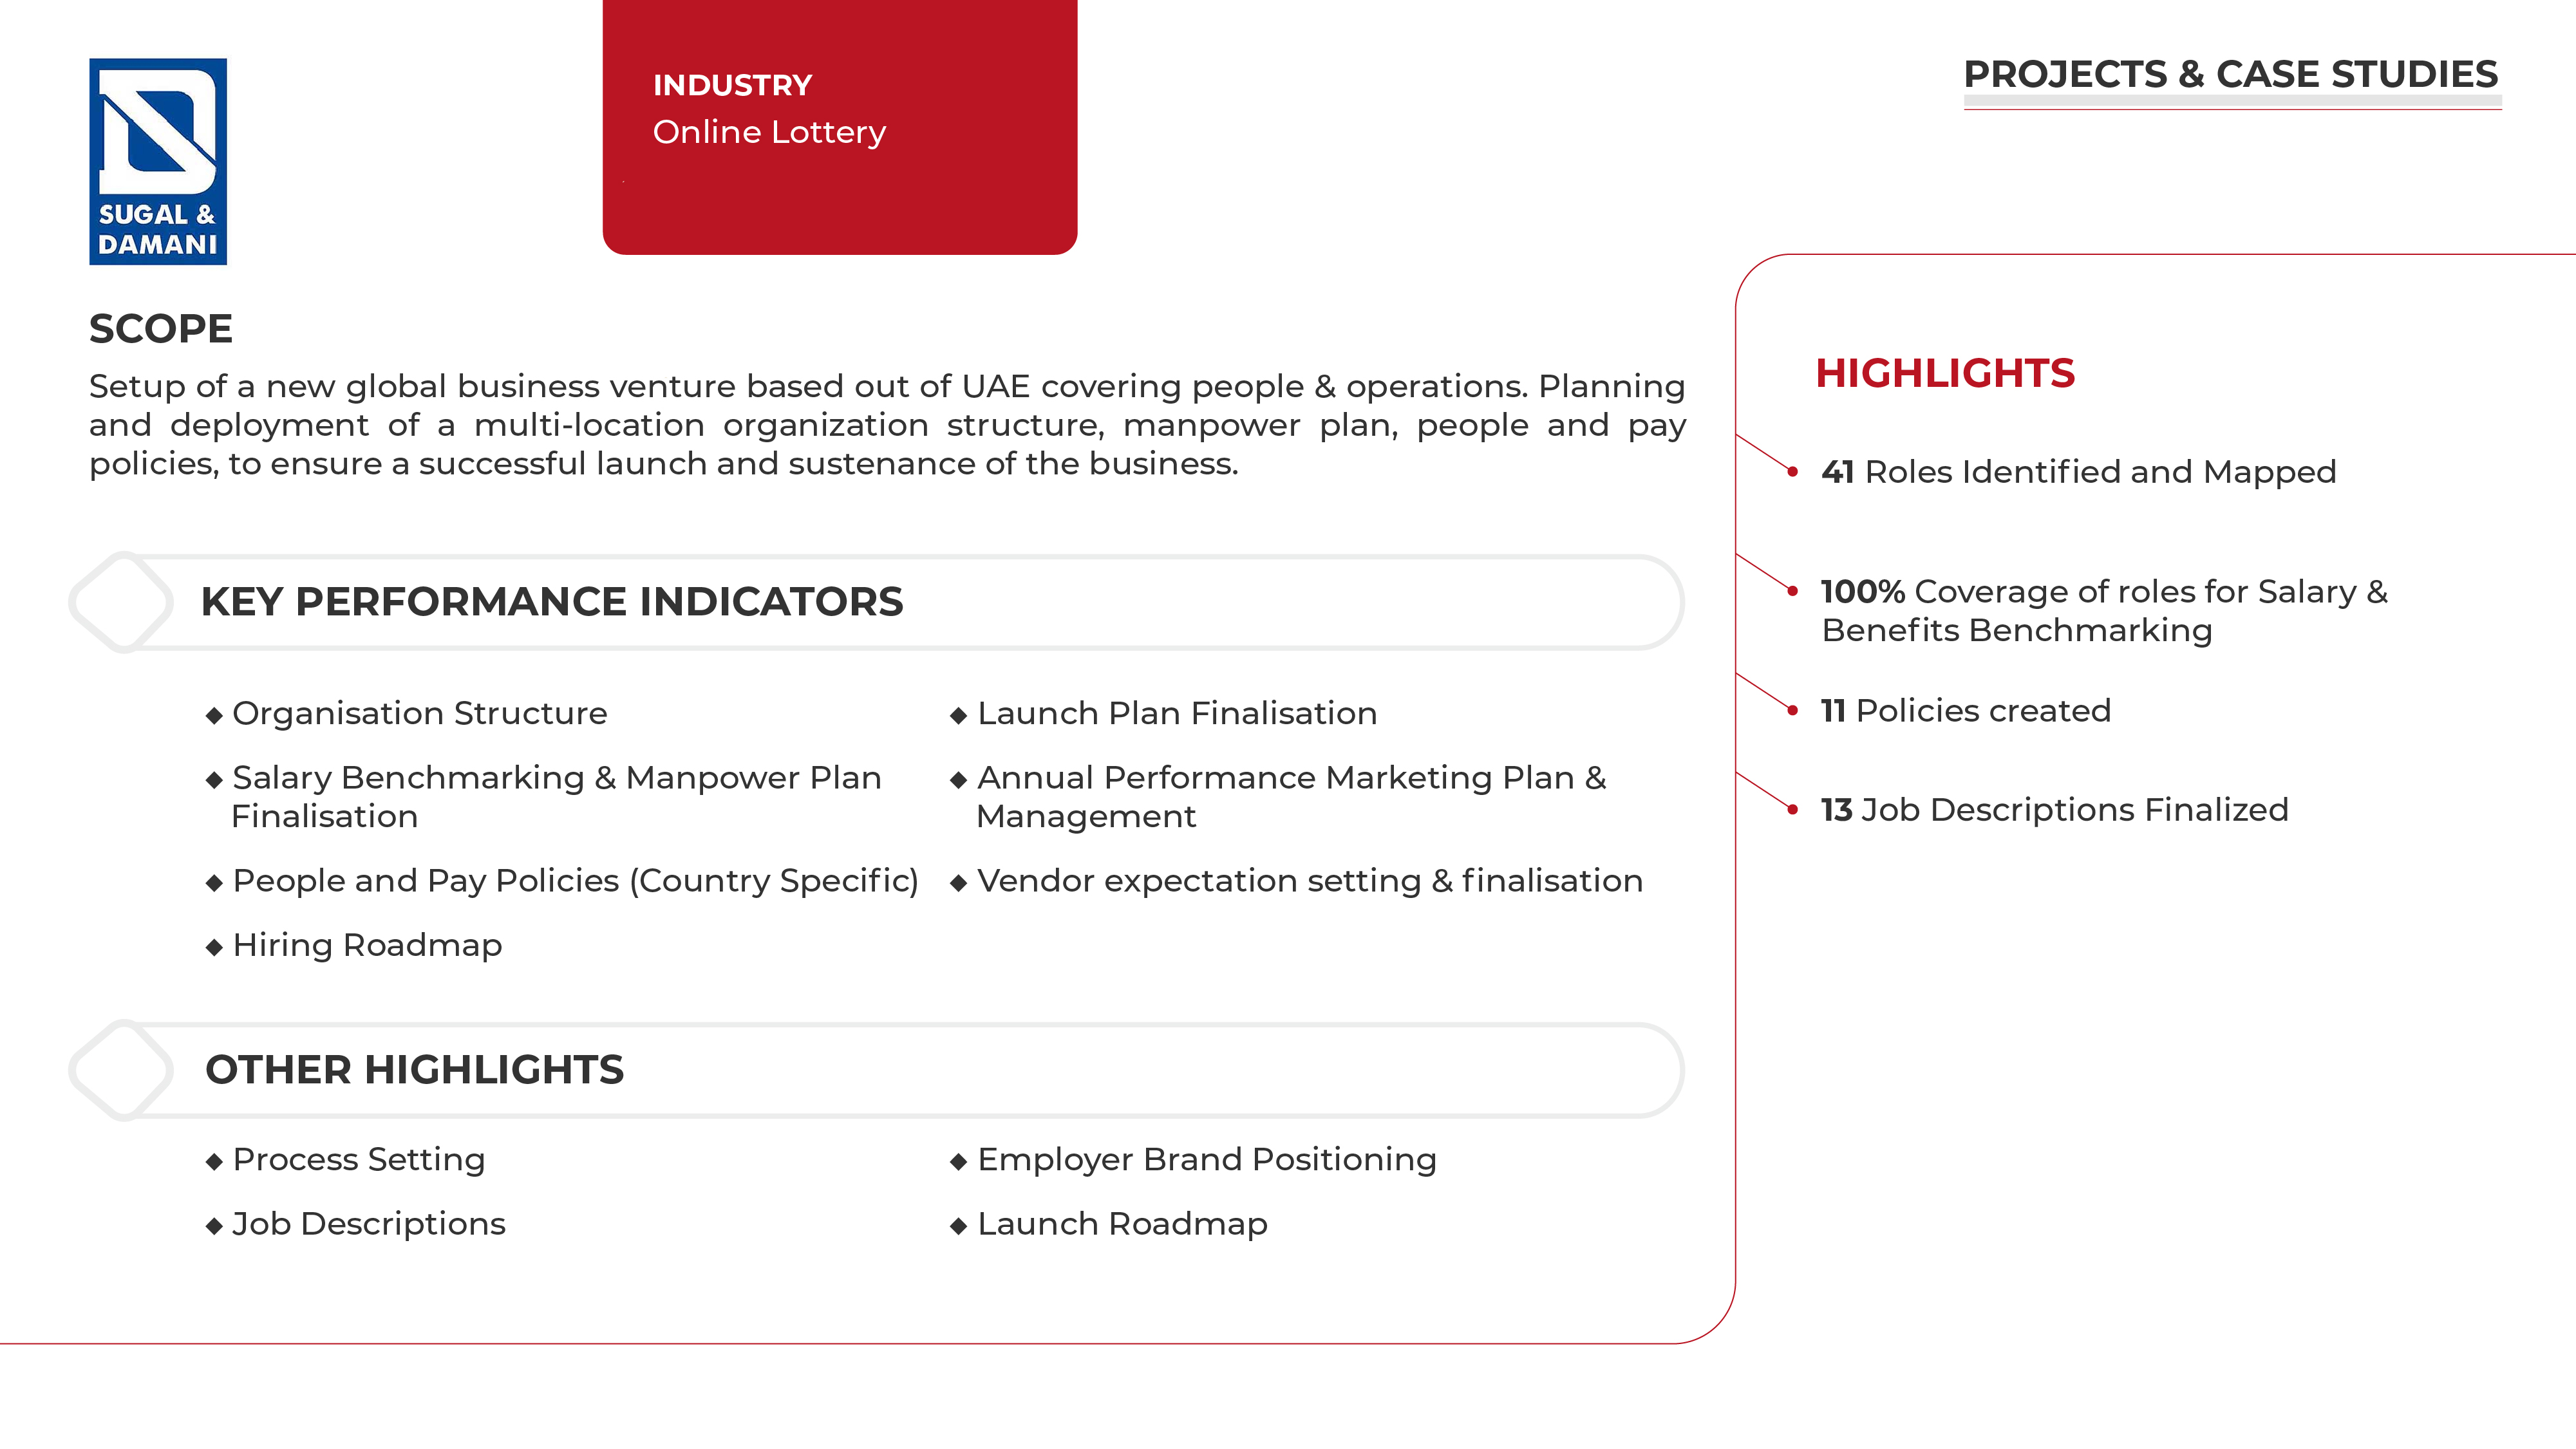 SUGAL &
DAMANI
INDUSTRY
Online Lottery
PROJECTS & CASE STUDIES
SCOPE
Setup of a new global business venture based out of UAE covering people & operations. Planning
and deployment of a multi-location organization structure, manpower plan, people and pay
policies, to ensure a successful launch and sustenance of the business.
KEY PERFORMANCE INDICATORS
◆ Organisation Structure
◆ Salary Benchmarking & Manpower Plan
Finalisation
◆ People and Pay Policies (Country Specific)
◆ Hiring Roadmap
◆ Launch Plan Finalisation
◆ Annual Performance Marketing Plan &
Management
◆ Vendor expectation setting & finalisation
OTHER HIGHLIGHTS
◆ Process Setting
◆ Job Descriptions
◆ Employer Brand Positioning
◆ Launch Roadmap
HIGHLIGHTS
41 Roles Identified and Mapped
100% Coverage of roles for Salary &
Benefits Benchmarking
11 Policies created
13 Job Descriptions Finalized